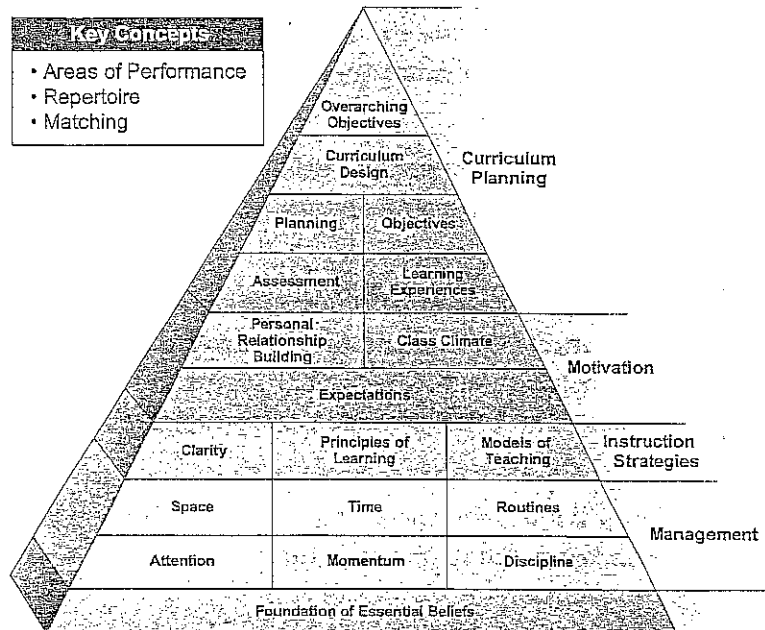 Key Concepts
• Areas of Performance
• Repertoire
• Matching
Overarching
Objectives
Curriculum
Design
Curriculum
Planning
Planning
Objectives
Assessment
Learning
Experiences
Personal
Relationship
Building
Class Climate
Motivation
Expectations
Clarity
Principles of
Learning
Models of
Teaching
Instruction
Strategies
Space
Time
Routines
Management
Attention
Momentum
Discipline
Foundation of Essential Beliefs